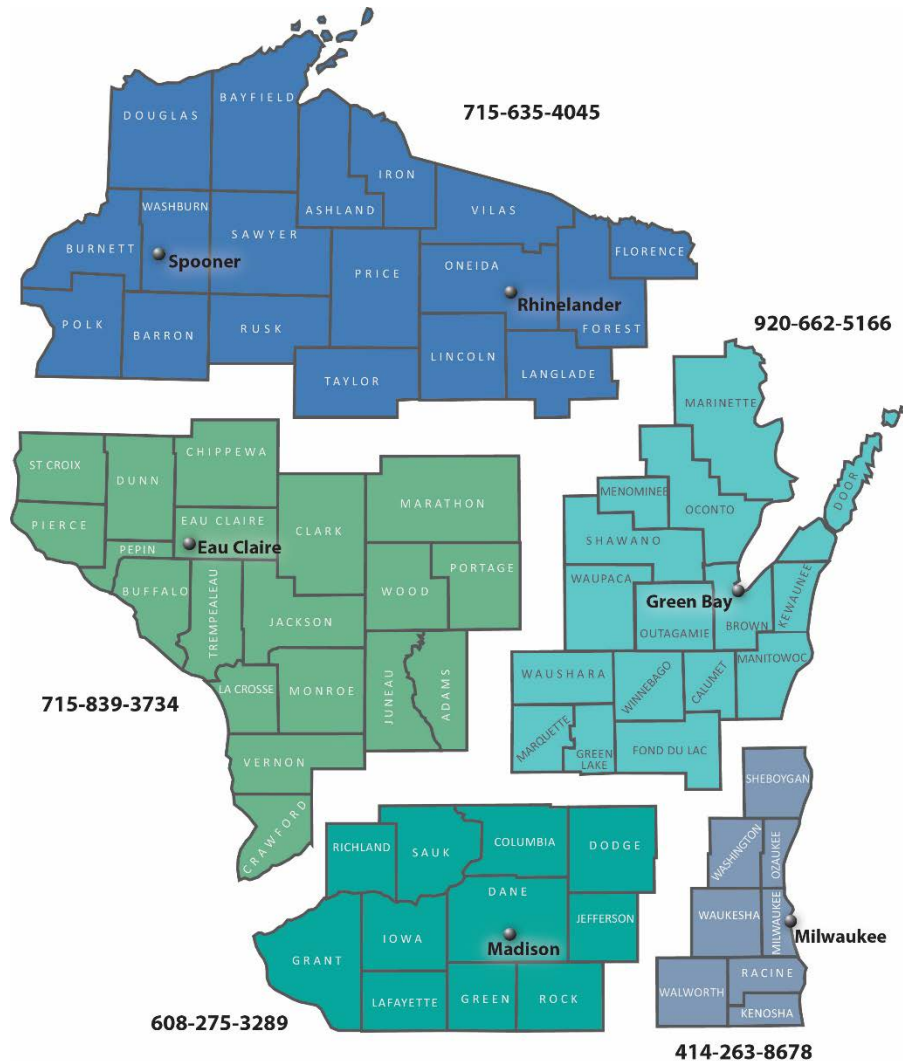 715-635-4045
BAYFIELD
DOUGLAS
IRON
WASHBURN
ASHLAND
VILAS
SAWYER
BURNETT
FLORENCE
Spooner
ONEIDA
PRICE
Rhinelander
POLK
RUSK
FOREST
BARRON
LINCOLN
LANGLADE
TAYLOR
920-662-5166
MARINETTE
DOOR
MENOMINEE
OCONTO
SHAWANO
WAUPACA
KEWAUNEE
Green Bay
BROWN
OUTAGAMIE
MANITOWOC
WAUSHARA
WINNEBAGO
CALUMET
MARQUETTE
GREEN
LAKE
FOND DU LAC
CHIPPEWA
ST CROIX
DUNN
MARATHON
EAU CLAIRE
CLARK
PIERCE
Eau Claire
PEPIN
PORTAGE
BUFFALO
WOOD
TREMPEALEAU
JACKSON
LA CROSSE
MONROE
JUNEAU
ADAMS
715-839-3734
VERNON
CRAWFORD
RICHLAND
SAUK
COLUMBIA
DODGE
DANE
JEFFERSON
IOWA
Madison
GRANT
LAFAYETTE
GREEN
ROCK
608-275-3289
SHEBOYGAN
WASHINGTON
OZAUKEE
WAUKESHA
MILWAUKEE
Milwaukee
RACINE
WALWORTH
KENOSHA
414-263-8678